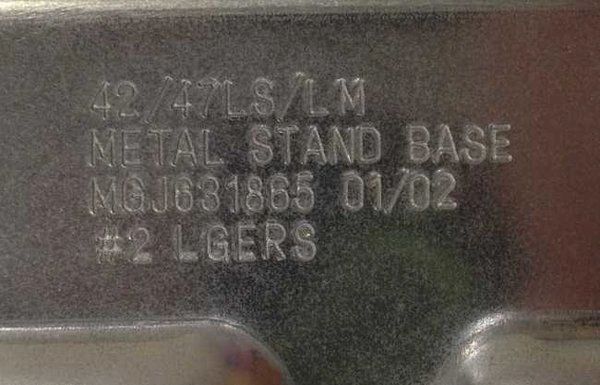 42/47LS/LM
METAL STAND BASE
MGJ631865 01/02
#2 LGERS